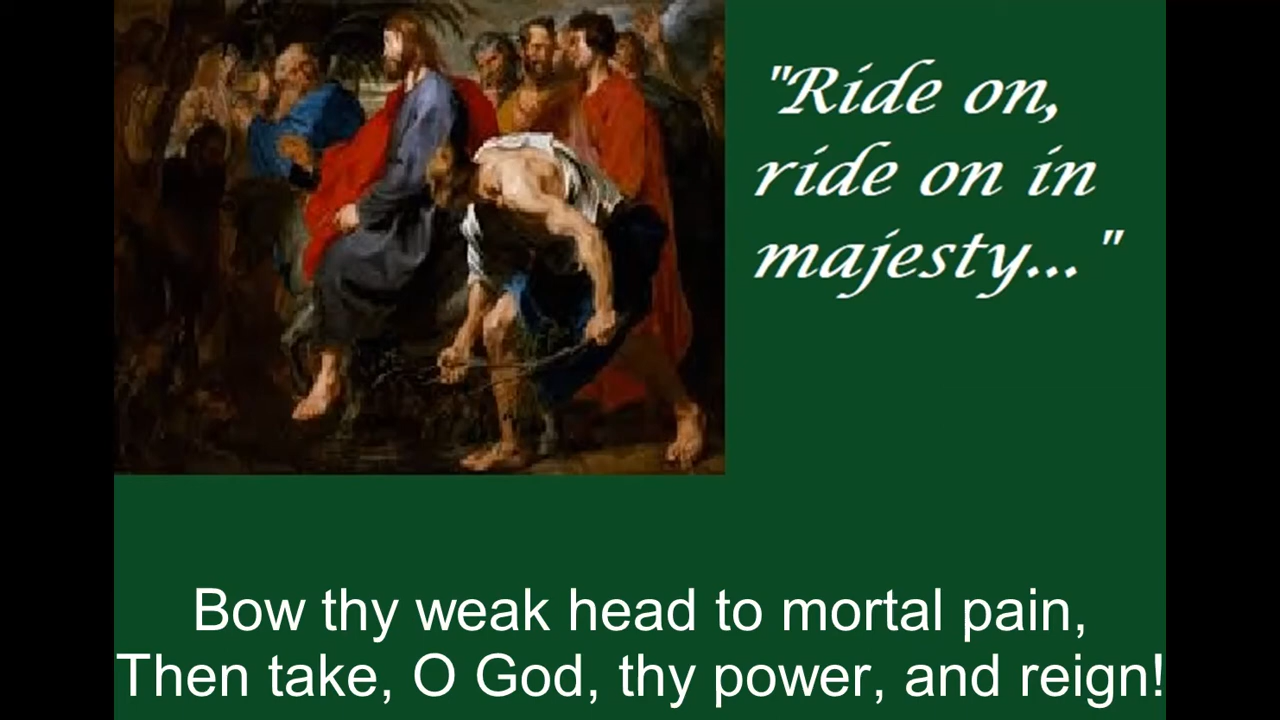 "Ride on,
ride on in
majesty..."
Bow thy weak head to mortal pain,
Then take, O God, thy power, and reign!